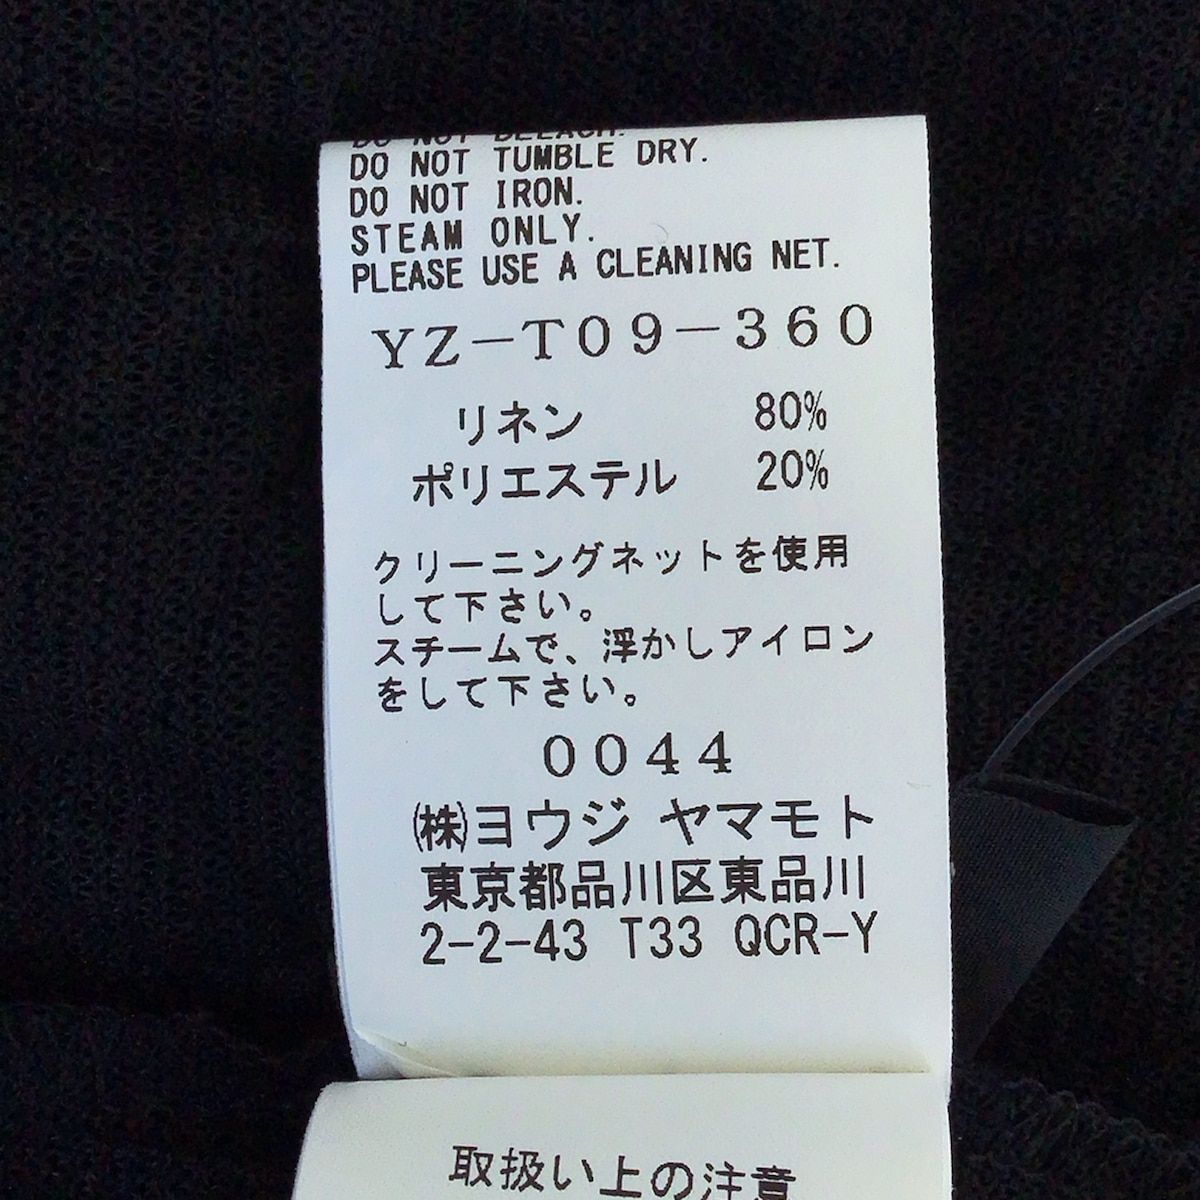 DO NOT BLEACH.
DO NOT TUMBLE DRY.
DO NOT IRON.
STEAM ONLY.
PLEASE USE A CLEANING NET.
YZ-T09-360
リネン 80%
ポリエステル 20%
クリーニングネットを使用
して下さい。
スチームで、浮かしアイロン
をして下さい。
0044
㈱ヨウジ ヤマモト
東京都品川区東品川
2-2-43 T33 QCR-Y
取扱い上の注意